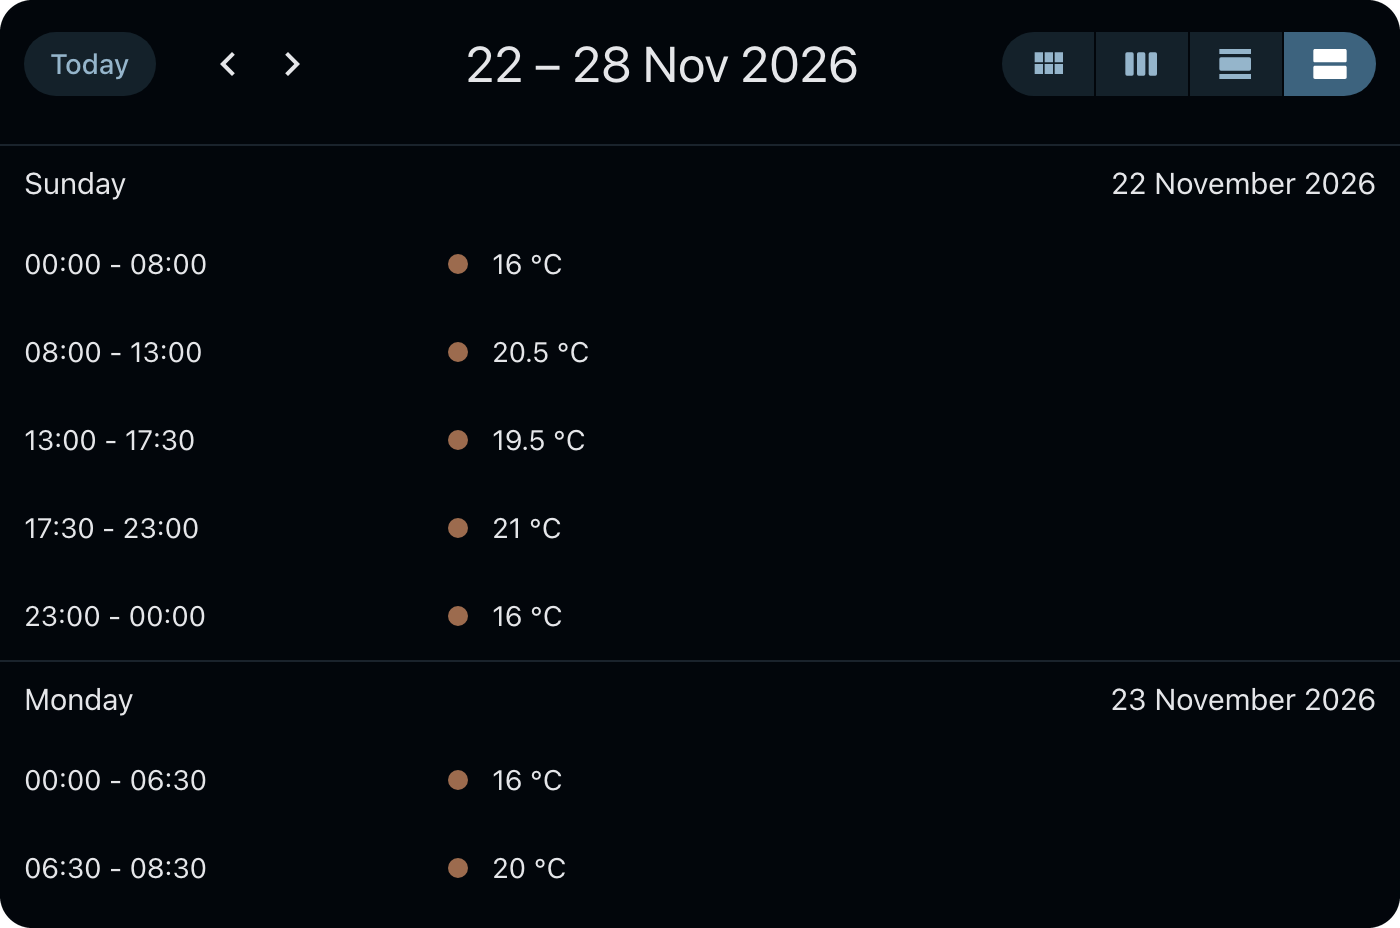 Today
22 – 28 Nov 2026
Sunday 22 November 2026
00:00 - 08:00 16 °C
08:00 - 13:00 20.5 °C
13:00 - 17:30 19.5 °C
17:30 - 23:00 21 °C
23:00 - 00:00 16 °C
Monday 23 November 2026
00:00 - 06:30 16 °C
06:30 - 08:30 20 °C